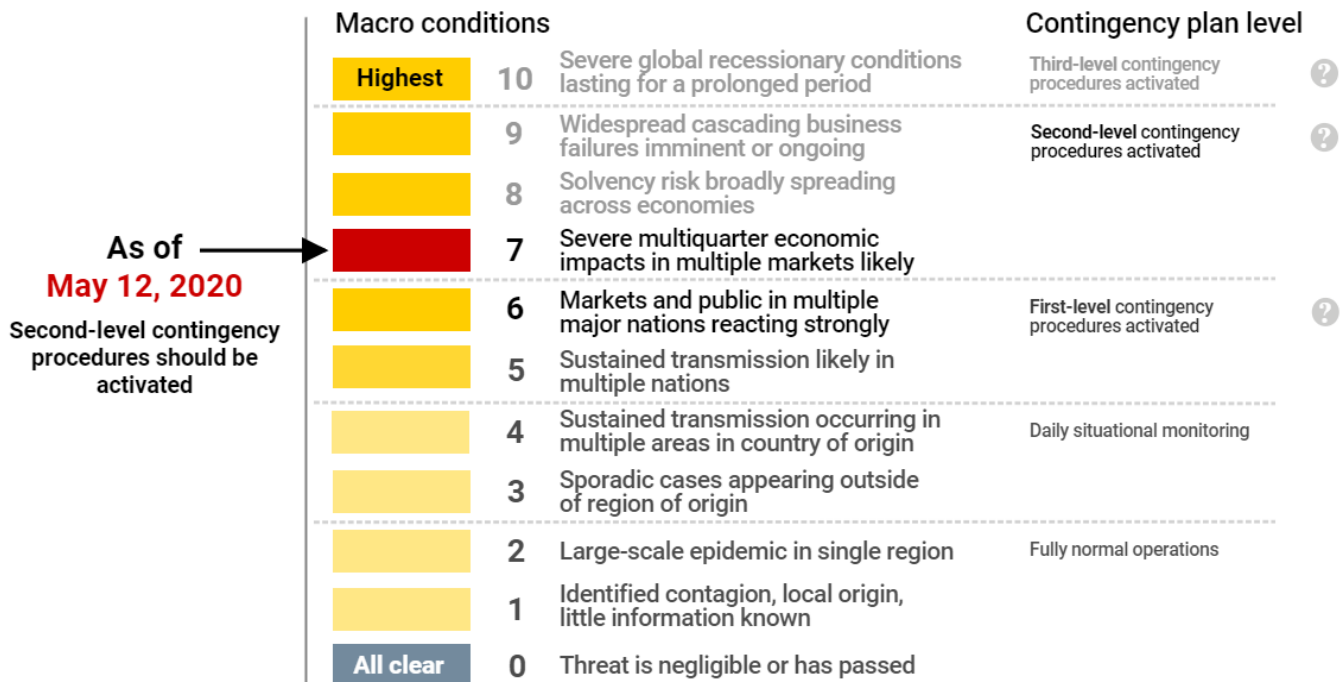 Macro conditions
Contingency plan level
Highest
10
Severe global recessionary conditions
lasting for a prolonged period
Third-level contingency
procedures activated
?
9
Widespread cascading business
failures imminent or ongoing
Second-level contingency
procedures activated
?
8
Solvency risk broadly spreading
across economies
As of
May 12, 2020
Second-level contingency
procedures should be
activated
7
Severe multiquarter economic
impacts in multiple markets likely
6
Markets and public in multiple
major nations reacting strongly
First-level contingency
procedures activated
?
5
Sustained transmission likely in
multiple nations
4
Sustained transmission occurring in
multiple areas in country of origin
Daily situational monitoring
3
Sporadic cases appearing outside
of region of origin
2
Large-scale epidemic in single region
Fully normal operations
1
Identified contagion, local origin,
little information known
All clear
0
Threat is negligible or has passed